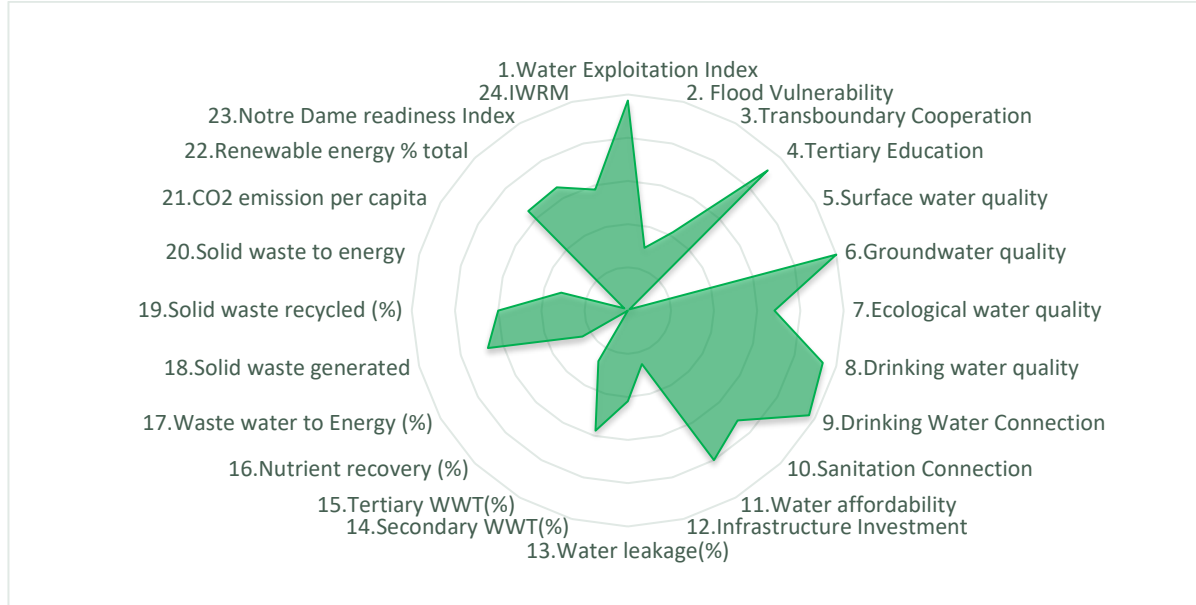 1.Water Exploitation Index
2. Flood Vulnerability
3.Transboundary Cooperation
4.Tertiary Education
5.Surface water quality
6.Groundwater quality
7.Ecological water quality
8.Drinking water quality
9.Drinking Water Connection
10.Sanitation Connection
11.Water affordability
12.Infrastructure Investment
13.Water leakage(%)
14.Secondary WWT(%)
15.Tertiary WWT(%)
16.Nutrient recovery (%)
17.Waste water to Energy (%)
18.Solid waste generated
19.Solid waste recycled (%)
20.Solid waste to energy
21.CO2 emission per capita
22.Renewable energy % total
23.Notre Dame readiness Index
24.IWRM